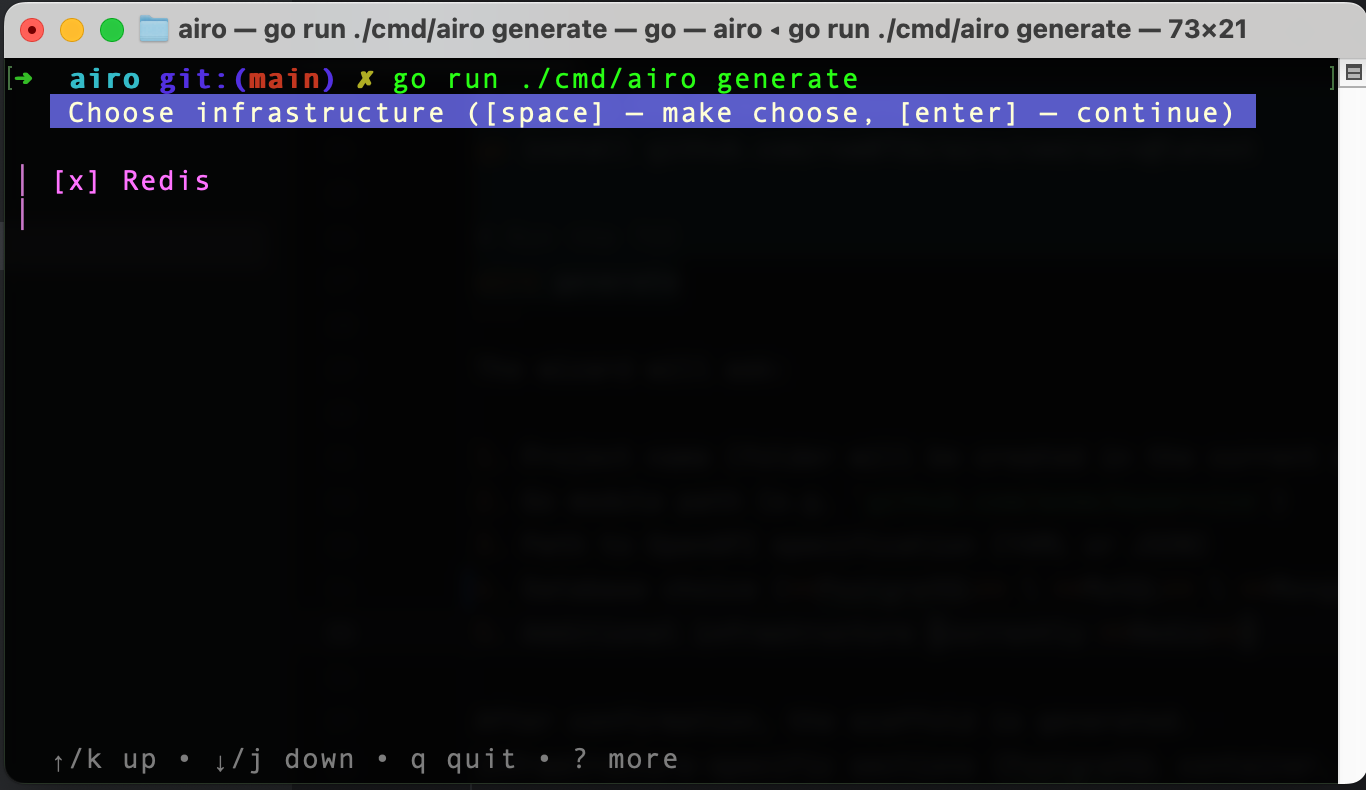 airo — go run ./cmd/airo generate — go — airo ◂ go run ./cmd/airo generate — 73×21
[➜ airo git:(main) ✗ go run ./cmd/airo generate ]
Choose infrastructure ([space] — make choose, [enter] — continue)
│ [x] Redis
│
↑/k up • ↓/j down • q quit • ? more